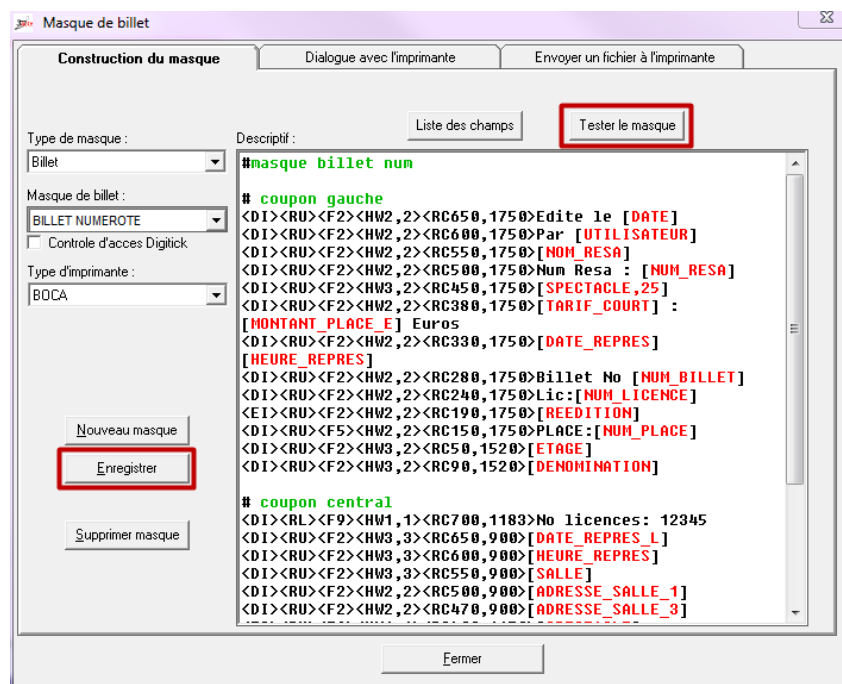 Masque de billet
Construction du masque
Dialogue avec l'imprimante
Envoyer un fichier à l'imprimante
Liste des champs
Tester le masque
Type de masque :
Descriptif :
Billet
Masque de billet :
BILLET NUMEROTE
Controle d'acces Digitick
Type d'imprimante :
BOCA
Nouveau masque
Enregistrer
Supprimer masque
#masque billet num
# coupon gauche
<DI><RU><F2><HW2,2><RC650,1750>Edite le [DATE]
<DI><RU><F2><HW2,2><RC600,1750>Par [UTILISATEUR]
<DI><RU><F2><HW2,2><RC550,1750>[NOM_RESA]
<DI><RU><F2><HW2,2><RC500,1750>Num Resa : [NUM_RESA]
<DI><RU><F2><HW3,2><RC450,1750>[SPECTACLE,25]
<DI><RU><F2><HW2,2><RC380,1750>[TARIF_COURT] :
[MONTANT_PLACE_E] Euros
<DI><RU><F2><HW2,2><RC330,1750>[DATE_REPRES]
[HEURE_REPRES]
<DI><RU><F2><HW2,2><RC280,1750>Billet No [NUM_BILLET]
<DI><RU><F2><HW2,2><RC240,1750>Lic:[NUM_LICENCE]
<EI><RU><F2><HW2,2><RC190,1750>[REEDITION]
<DI><RU><F5><HW2,2><RC150,1750>PLACE:[NUM_PLACE]
<DI><RU><F2><HW3,2><RC50,1520>[ETAGE]
<DI><RU><F2><HW3,2><RC90,1520>[DENOMINATION]
# coupon central
<DI><RL><F9><HW1,1><RC700,1183>No licences: 12345
<DI><RU><F2><HW3,3><RC650,900>[DATE_REPRES_L]
<DI><RU><F2><HW3,3><RC600,900>[HEURE_REPRES]
<DI><RU><F2><HW3,3><RC550,900>[SALLE]
<DI><RU><F2><HW2,2><RC500,900>[ADRESSE_SALLE_1]
<DI><RU><F2><HW2,2><RC470,900>[ADRESSE_SALLE_3]
Fermer